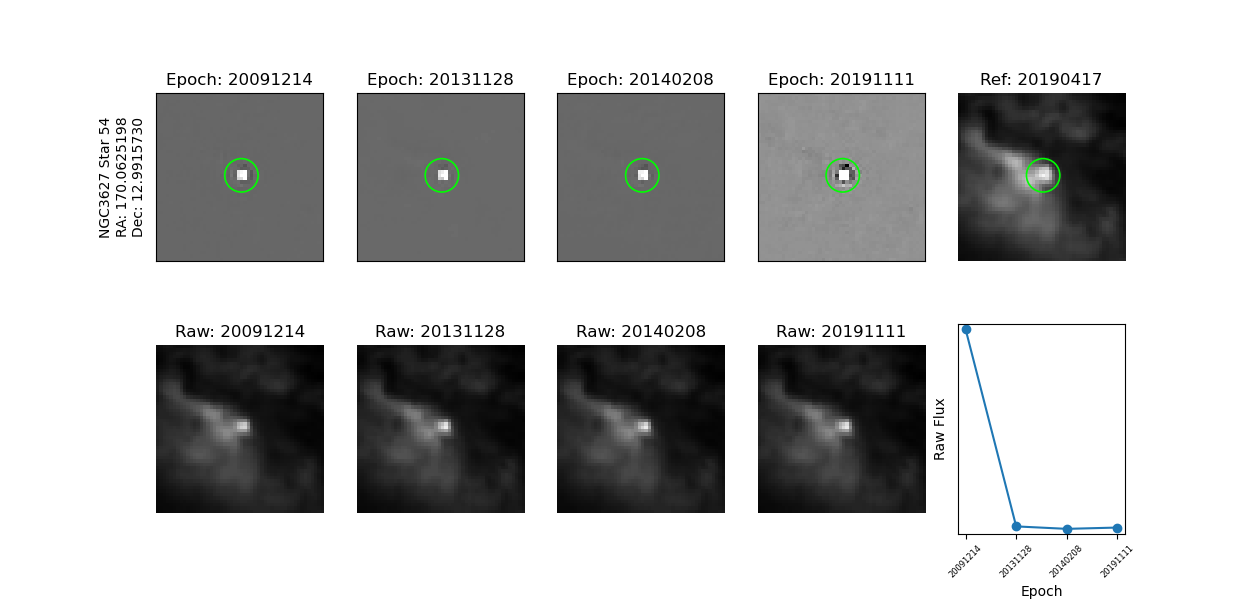 Epoch: 20091214
Epoch: 20131128
Epoch: 20140208
Epoch: 20191111
Ref: 20190417
NGC3627 Star 54
RA: 170.0625198
Dec: 12.9915730
Raw: 20091214
Raw: 20131128
Raw: 20140208
Raw: 20191111
Raw Flux
20091214
20131128
20140208
20191111
Epoch